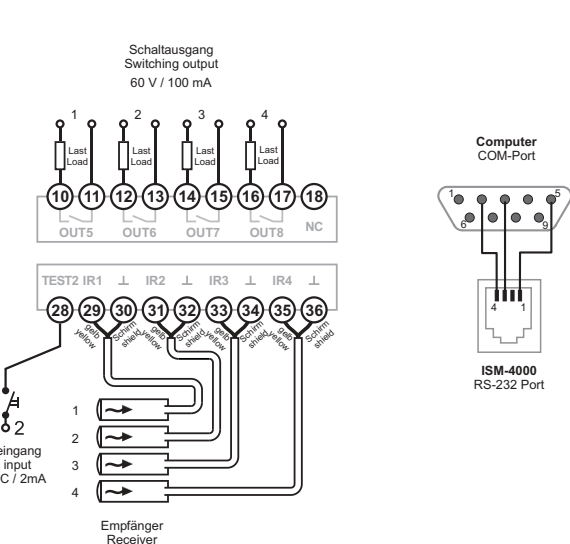 Schaltausgang
Switching output
60 V / 100 mA
1 2 3 4
Last Last Last Last
Load Load Load Load
10 11 12 13 14 15 16 17 18
OUT5 OUT6 OUT7 OUT8 NC
TEST2 IR1 ⊥ IR2 ⊥ IR3 ⊥ IR4 ⊥
28 29 30 31 32 33 34 35 36
gelb Schirm gelb Schirm gelb Schirm gelb Schirm
yellow shield yellow shield yellow shield yellow shield
2
eingang
input
C / 2mA
1
2
3
4
Empfänger
Receiver
Computer
COM-Port
1 5
6 9
4 1
ISM-4000
RS-232 Port